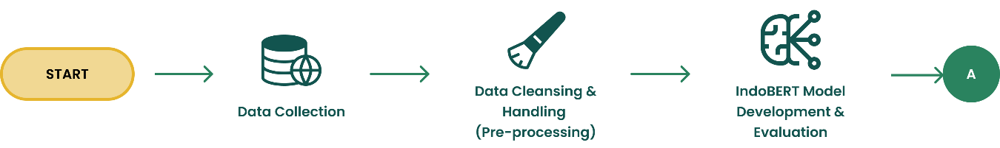 START
Data Collection
Data Cleansing &
Handling
(Pre-processing)
IndoBERT Model
Development &
Evaluation
A